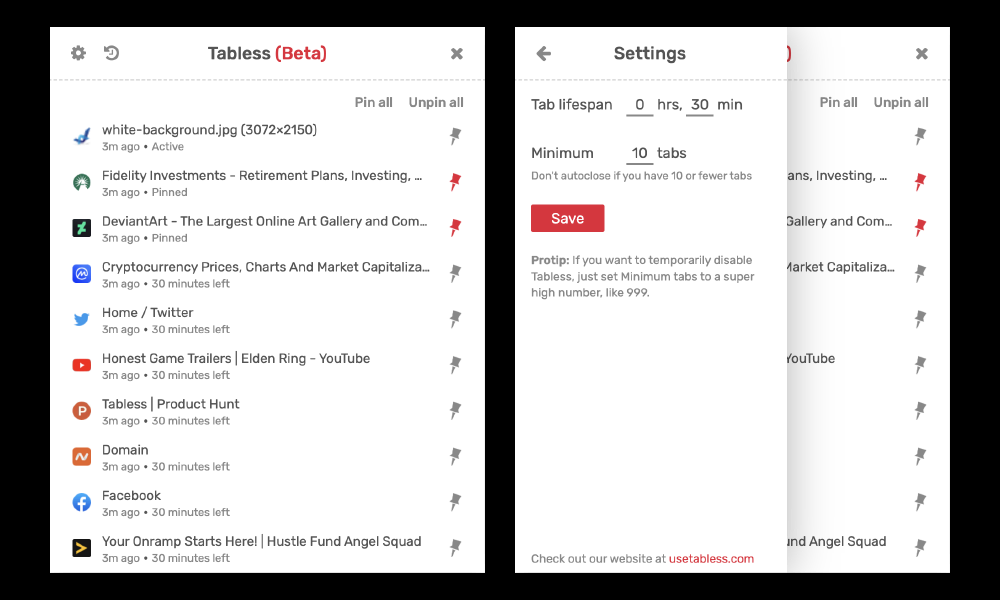 Tabless (Beta)
Pin all Unpin all
white-background.jpg (3072×2150)
3m ago • Active
Fidelity Investments - Retirement Plans, Investing, ...
3m ago • Pinned
DeviantArt - The Largest Online Art Gallery and Com...
3m ago • Pinned
Cryptocurrency Prices, Charts And Market Capitaliza...
3m ago • 30 minutes left
Home / Twitter
3m ago • 30 minutes left
Honest Game Trailers | Elden Ring - YouTube
3m ago • 30 minutes left
P
Tabless | Product Hunt
3m ago • 30 minutes left
Domain
3m ago • 30 minutes left
Facebook
3m ago • 30 minutes left
Your Onramp Starts Here! | Hustle Fund Angel Squad
3m ago • 30 minutes left
Settings
Tab lifespan 0 hrs, 30 min
Minimum 10 tabs
Don't autoclose if you have 10 or fewer tabs
Save
Protip: If you want to temporarily disable
Tabless, just set Minimum tabs to a super
high number, like 999.
Check out our website at usetabless.com
)
Pin all Unpin all
ans, Investing, ...
Gallery and Com...
Market Capitaliza...
YouTube
und Angel Squad